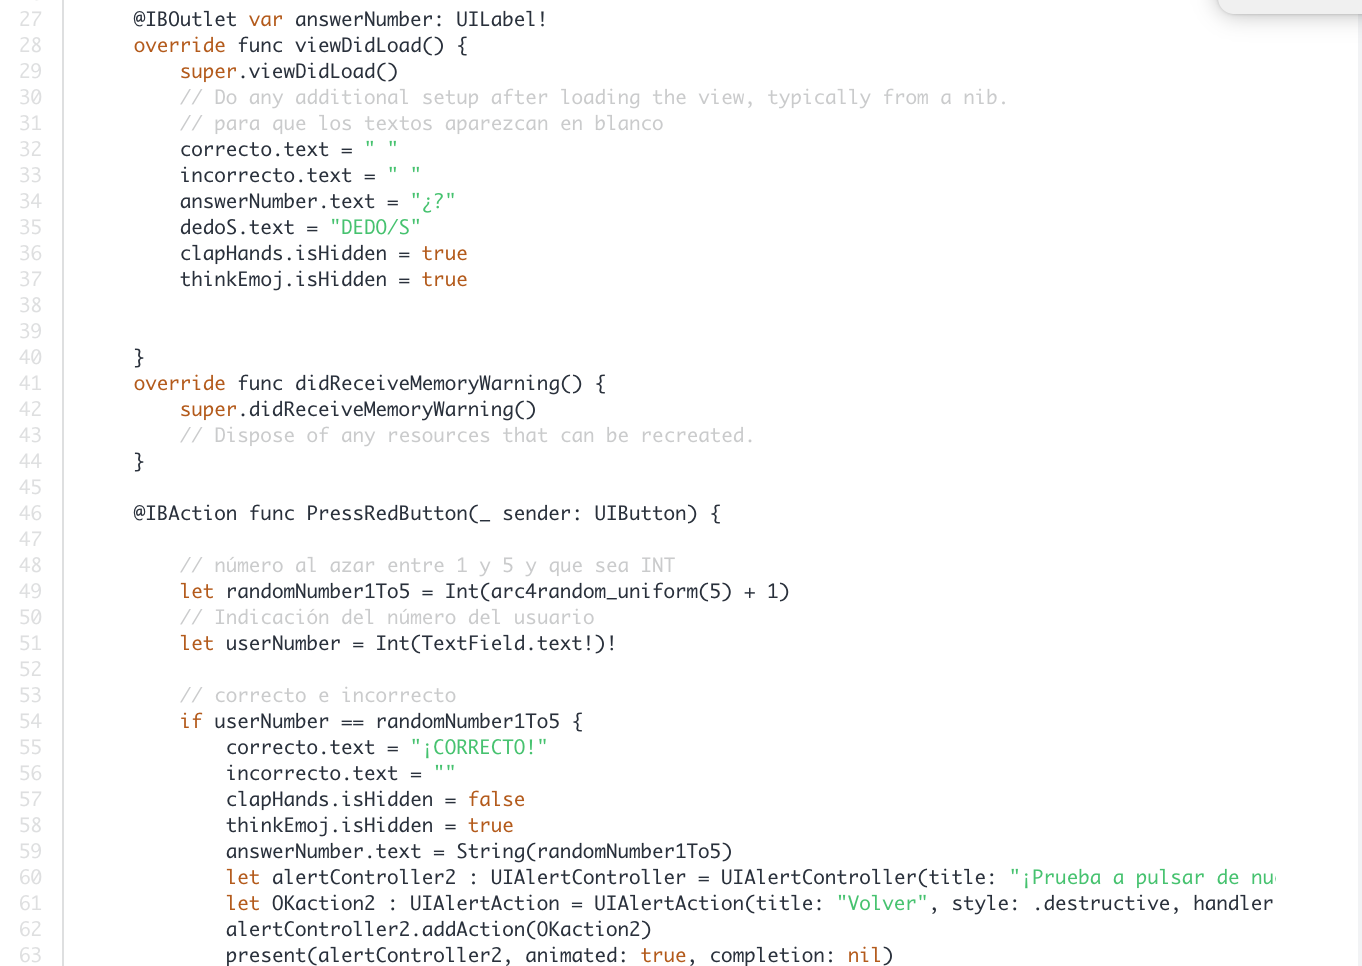 27 @IBOutlet var answerNumber: UILabel!
28 override func viewDidLoad() {
29 super.viewDidLoad()
30 // Do any additional setup after loading the view, typically from a nib.
31 // para que los textos aparezcan en blanco
32 correcto.text = " "
33 incorrecto.text = " "
34 answerNumber.text = "¿?"
35 dedoS.text = "DEDO/S"
36 clapHands.isHidden = true
37 thinkEmoj.isHidden = true
38
39
40 }
41 override func didReceiveMemoryWarning() {
42 super.didReceiveMemoryWarning()
43 // Dispose of any resources that can be recreated.
44 }
45
46 @IBAction func PressRedButton(_ sender: UIButton) {
47
48 // número al azar entre 1 y 5 y que sea INT
49 let randomNumber1To5 = Int(arc4random_uniform(5) + 1)
50 // Indicación del número del usuario
51 let userNumber = Int(TextField.text!)!
52
53 // correcto e incorrecto
54 if userNumber == randomNumber1To5 {
55 correcto.text = "¡CORRECTO!"
56 incorrecto.text = ""
57 clapHands.isHidden = false
58 thinkEmoj.isHidden = true
59 answerNumber.text = String(randomNumber1To5)
60 let alertController2 : UIAlertController = UIAlertController(title: "¡Prueba a pulsar de
61 let OKaction2 : UIAlertAction = UIAlertAction(title: "Volver", style: .destructive, handler
62 alertController2.addAction(OKaction2)
63 present(alertController2, animated: true, completion: nil)